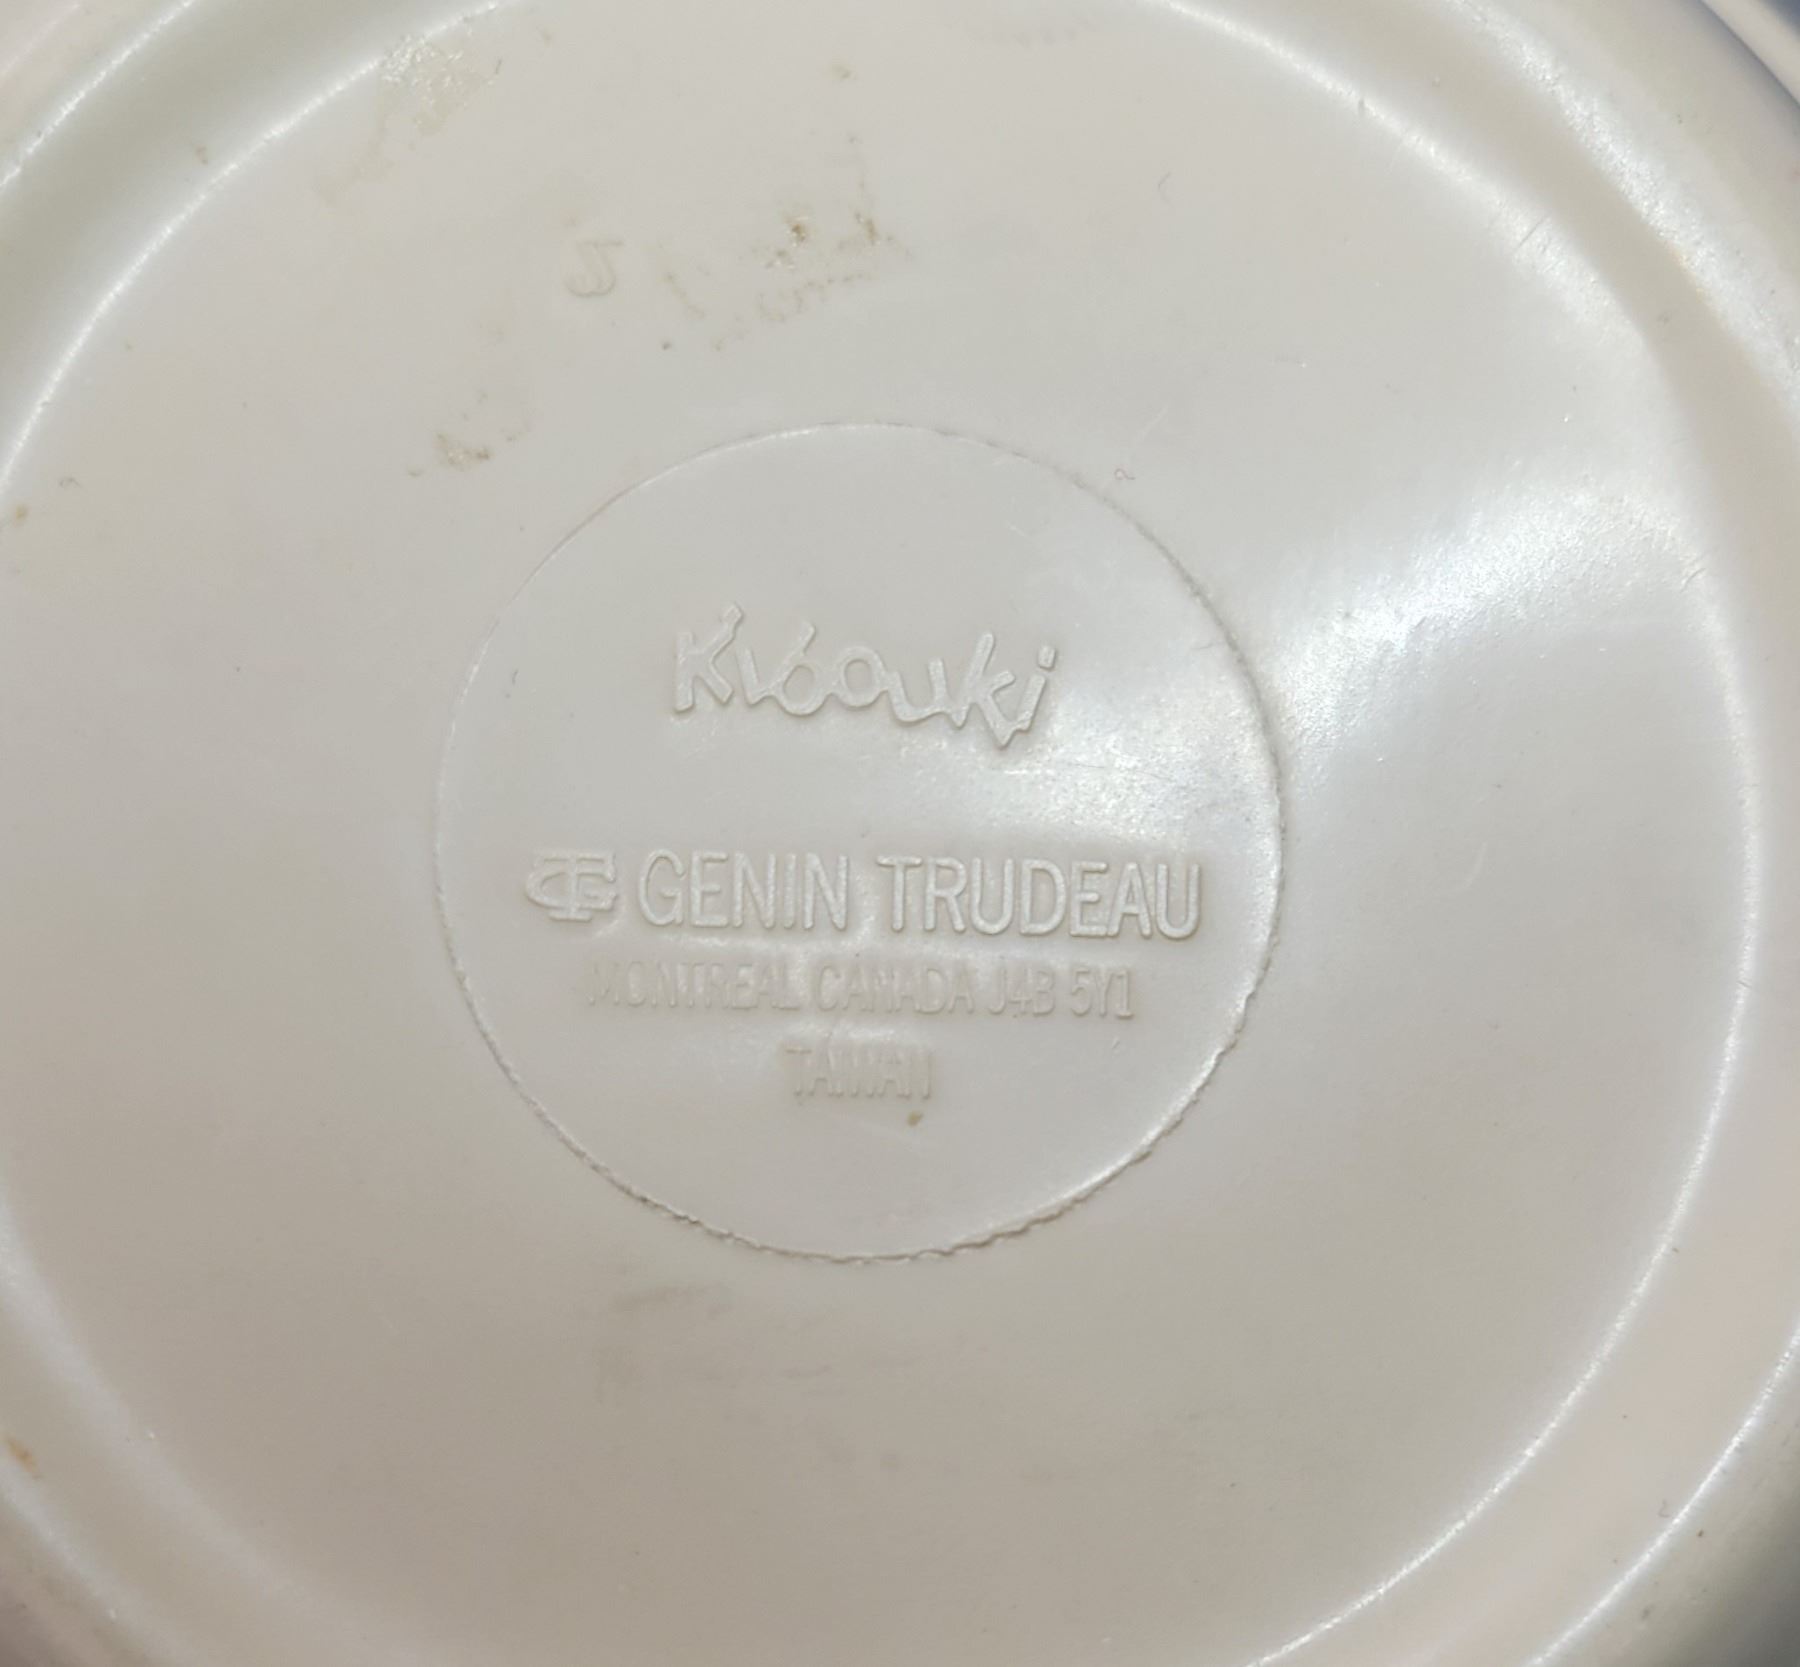 Kibouki
GENIN TRUDEAU
MONTREAL CANADA J4B 5Y1
TAIWAN